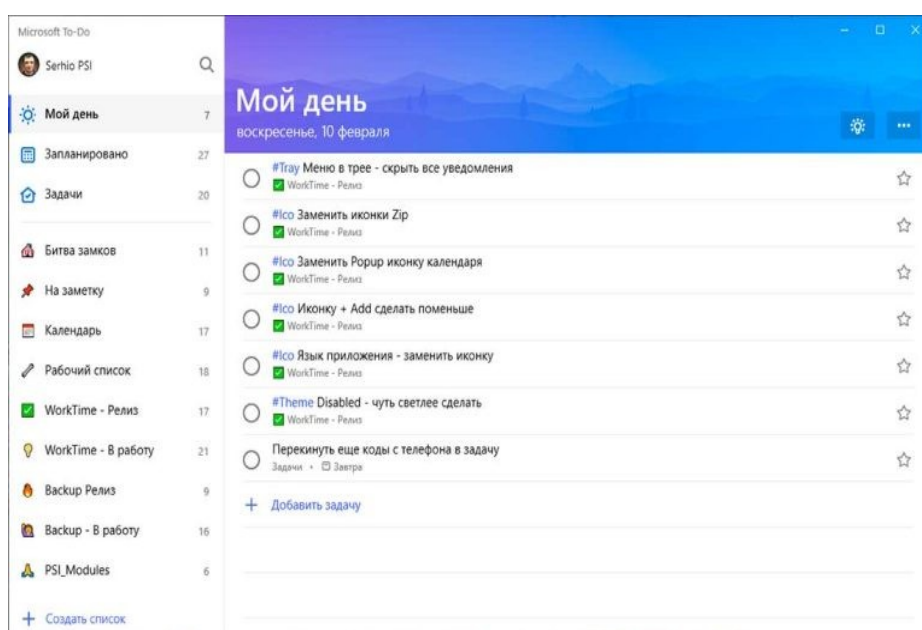 Microsoft To-Do
Serhio PSI
Мой день 7
Запланировано 27
Задачи 20
Битва замков 11
На заметку 9
Календарь 17
Рабочий список 18
WorkTime - Релиз 17
WorkTime - В работу 21
Backup Релиз 9
Backup - В работу 16
PSI_Modules 6
+ Создать список
Мой день
воскресенье, 10 февраля
#Tray Меню в трее - скрыть все уведомления
WorkTime - Релиз
#Ico Заменить иконки Zip
WorkTime - Релиз
#Ico Заменить Popup иконку календаря
WorkTime - Релиз
#Ico Иконку + Add сделать поменьше
WorkTime - Релиз
#Ico Язык приложения - заменить иконку
WorkTime - Релиз
#Theme Disabled - чуть светлее сделать
WorkTime - Релиз
Перекинуть еще коды с телефона в задачу
Задачи • Завтра
+ Добавить задачу